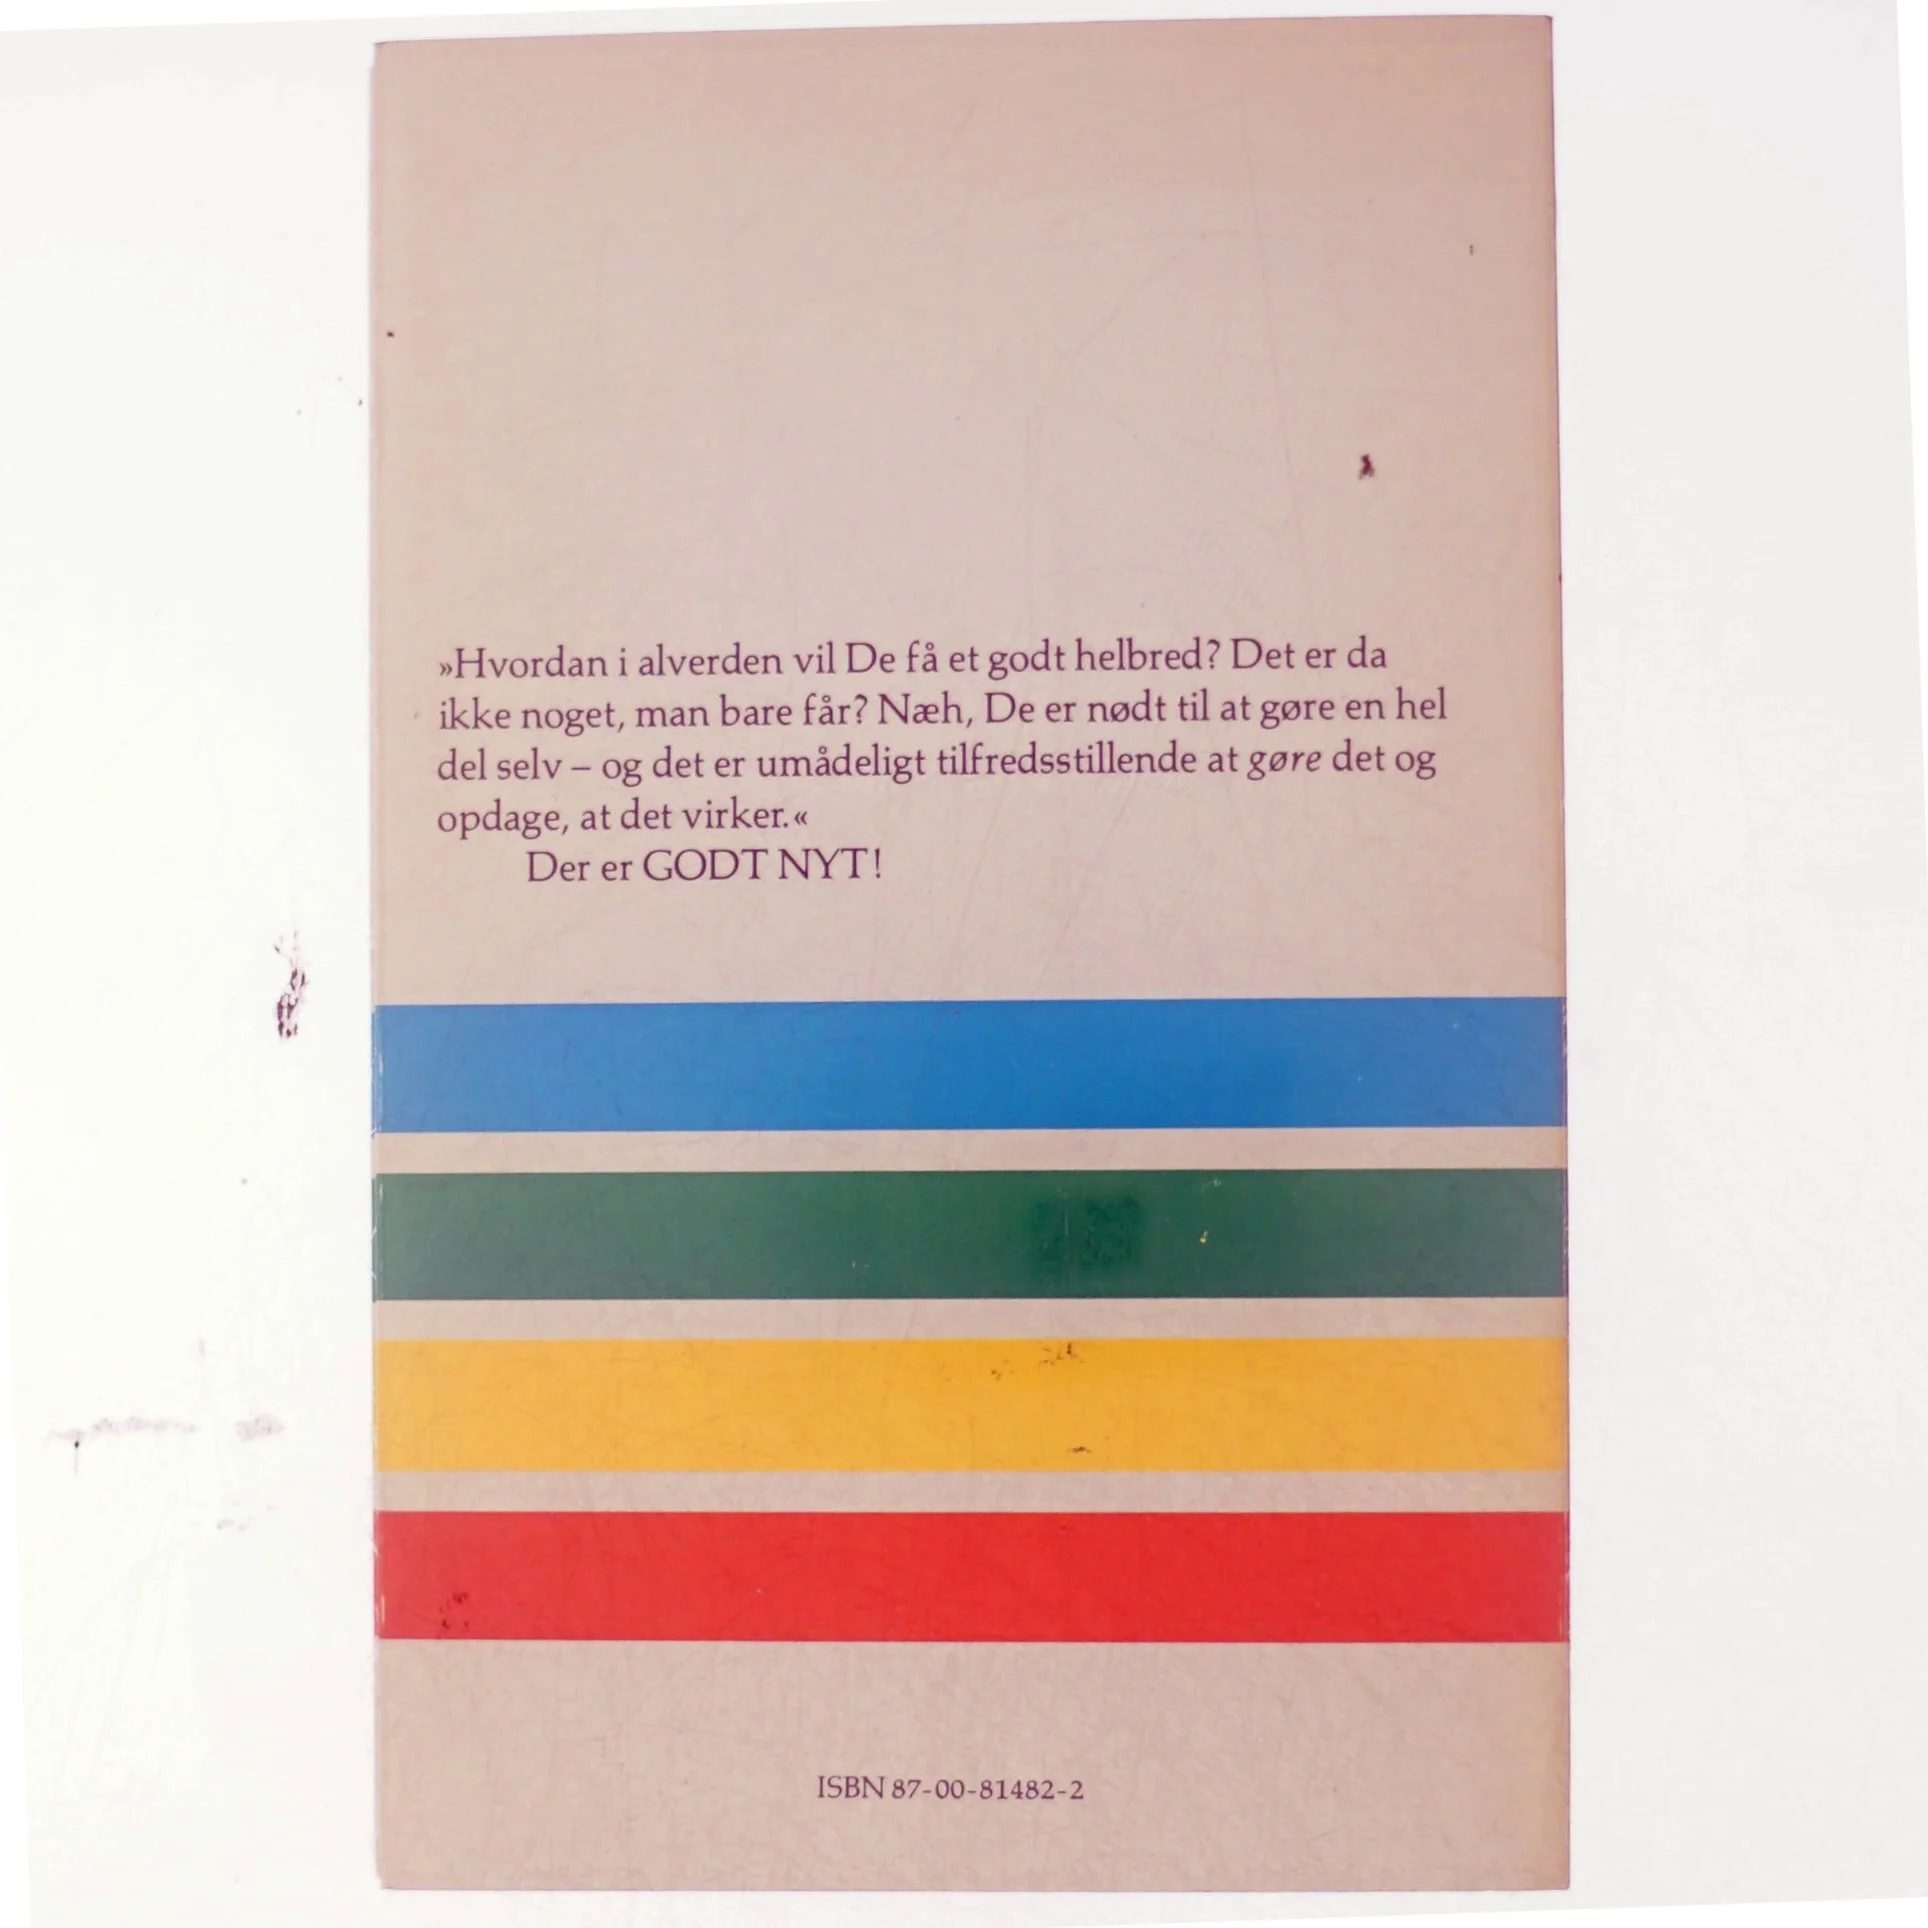 »Hvordan i alverden vil De få et godt helbred? Det er da
ikke noget, man bare får? Næh, De er nødt til at gøre en hel
del selv – og det er umådeligt tilfredsstillende at gøre det og
opdage, at det virker.«
Der er GODT NYT!
ISBN 87-00-81482-2